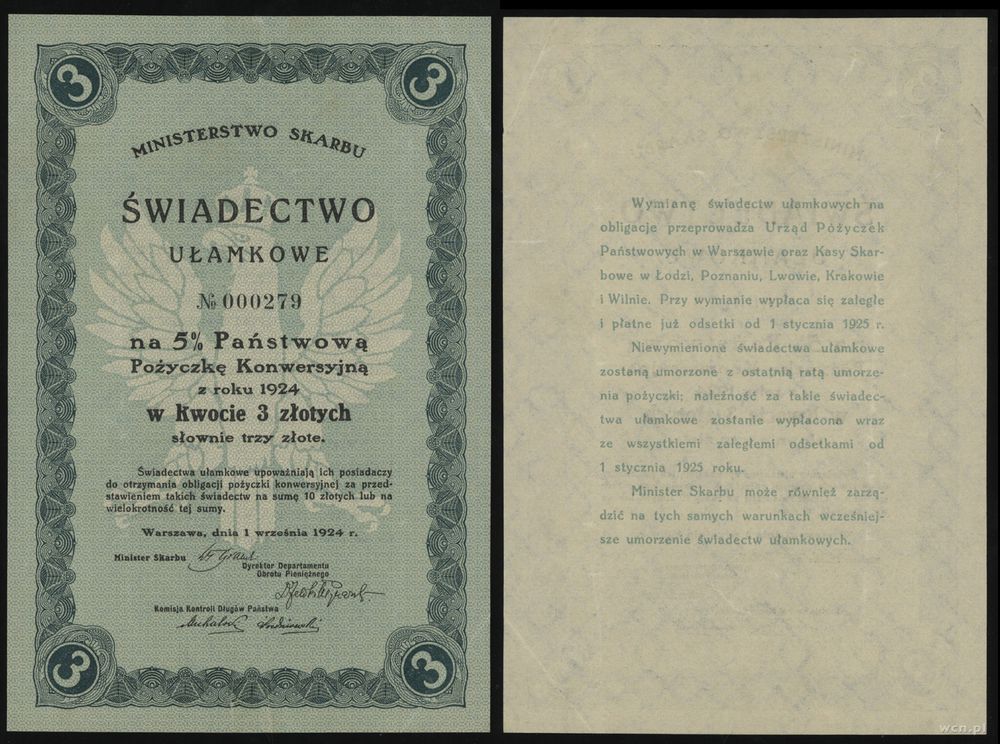 3 3
MINISTERSTWO SKARBU
ŚWIADECTWO
UŁAMKOWE
№ 000279
na 5% Państwową
Pożyczkę Konwersyjną
z roku 1924
w kwocie 3 złotych
słownie trzy złote.
Świadectwa ułamkowe upoważniają ich posiadaczy
do otrzymania obligacji pożyczki konwersyjnej za przed-
stawieniem takich świadectw na sumę 10 złotych lub na
wielokrotność tej sumy.
Warszawa, dnia 1 września 1924 r.
Minister Skarbu
Dyrektor Departamentu
Obrotu Pieniężnego
Komisja Kontroli Długów Państwa
3 3
Wymianę świadectw ułamkowych na
obligacje przeprowadza Urząd Pożyczek
Państwowych w Warszawie oraz Kasy Skar-
bowe w Łodzi, Poznaniu, Lwowie, Krakowie
i Wilnie. Przy wymianie wypłaca się zaległe
i płatne już odsetki od 1 stycznia 1925 r.
Niewymienione świadectwa ułamkowe
zostaną umorzone z ostatnią ratą umorze-
nia pożyczki; należność za takie świadec-
twa ułamkowe zostanie wypłacona wraz
ze wszystkiemi zaległemi odsetkami od
1 stycznia 1925 roku.
Minister Skarbu może również zarzą-
dzić na tych samych warunkach wcześniej-
sze umorzenie świadectw ułamkowych.
wcn.pl